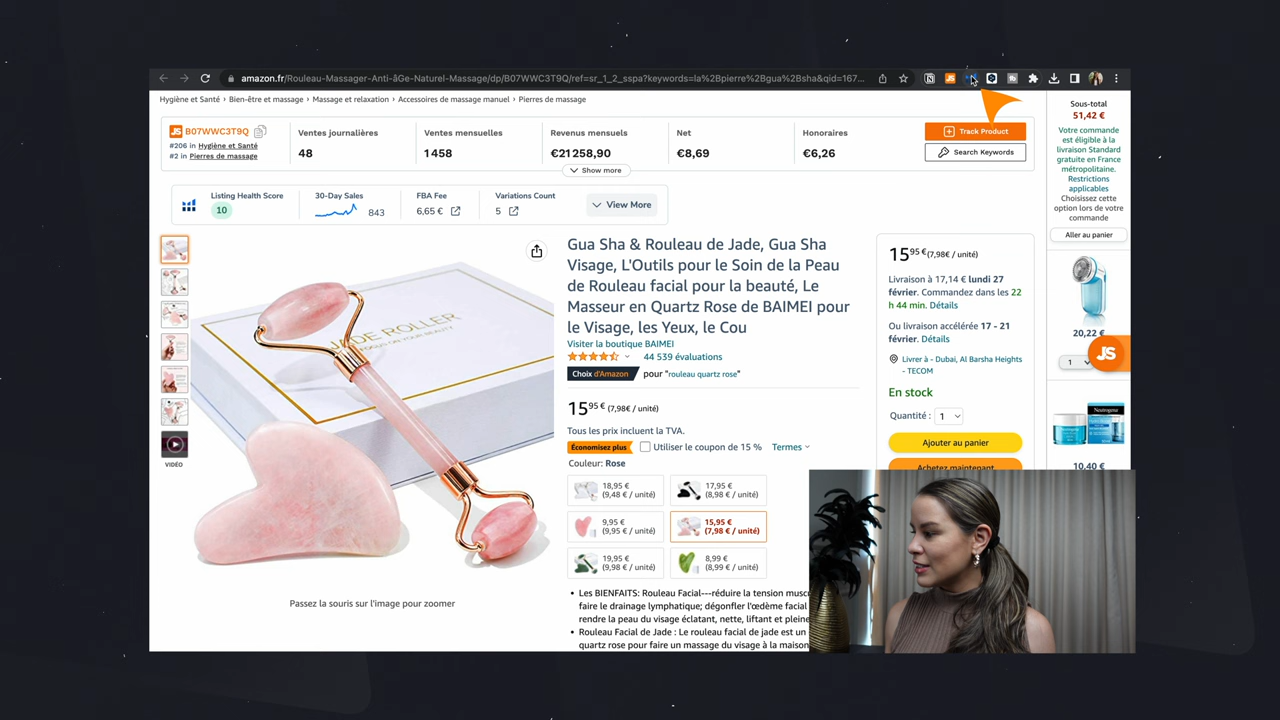 amazon.fr/Rouleau-Massager-Anti-âGe-Naturel-Massage/dp/B07WWC3T9Q/ref=sr_1_2_sspa?keywords=la%2Bpierre%2Bgua%2Bsha&qid=167...
Hygiène et Santé › Bien-être et massage › Massage et relaxation › Accessoires de massage manuel › Pierres de massage
JS B07WWC3T9Q
#206 in Hygiène et Santé
#2 in Pierres de massage
Ventes journalières
48
Ventes mensuelles
1 458
Revenus mensuels
€21 258,90
Net
€8,69
Honoraires
€6,26
Track Product
Search Keywords
Show more
Listing Health Score
10
30-Day Sales
843
FBA Fee
6,65 €
Variations Count
5
View More
VIDÉO
JADE ROLLER
Passez la souris sur l'image pour zoomer
Gua Sha & Rouleau de Jade, Gua Sha
Visage, L'Outils pour le Soin de la Peau
de Rouleau facial pour la beauté, Le
Masseur en Quartz Rose de BAIMEI pour
le Visage, les Yeux, le Cou
Visiter la boutique BAIMEI
44 539 évaluations
Choix d'Amazon pour "rouleau quartz rose"
15,95 € (7,98€ / unité)
Tous les prix incluent la TVA.
Économisez plus Utiliser le coupon de 15 % Termes
Couleur: Rose
18,95 €
(9,48 € / unité)
17,95 €
(8,98 € / unité)
9,95 €
(9,95 € / unité)
15,95 €
(7,98 € / unité)
19,95 €
(9,98 € / unité)
8,99 €
(8,99 € / unité)
• Les BIENFAITS: Rouleau Facial---réduire la tension
faire le drainage lymphatique; dégonfler l'œdème facial
rendre la peau du visage éclatant, nette, liftant et
• Rouleau Facial de Jade : Le rouleau facial de jade est un
quartz rose pour faire un massage du visage à la maison
15 95 € (7,98€ / unité)
Livraison à 17,14 € lundi 27
février. Commandez dans les 22
h 44 min. Détails
Ou livraison accélérée 17 - 21
février. Détails
Livrer à - Dubai, Al Barsha Heights
- TECOM
En stock
Quantité : 1
Ajouter au panier
Achetez maintenant
Sous-total
51,42 €
Votre commande
est éligible à la
livraison Standard
gratuite en France
métropolitaine.
Restrictions
applicables
Choisissez cette
option lors de votre
commande
Aller au panier
20,22 €
1
JS
Neutrogena
10,40 €